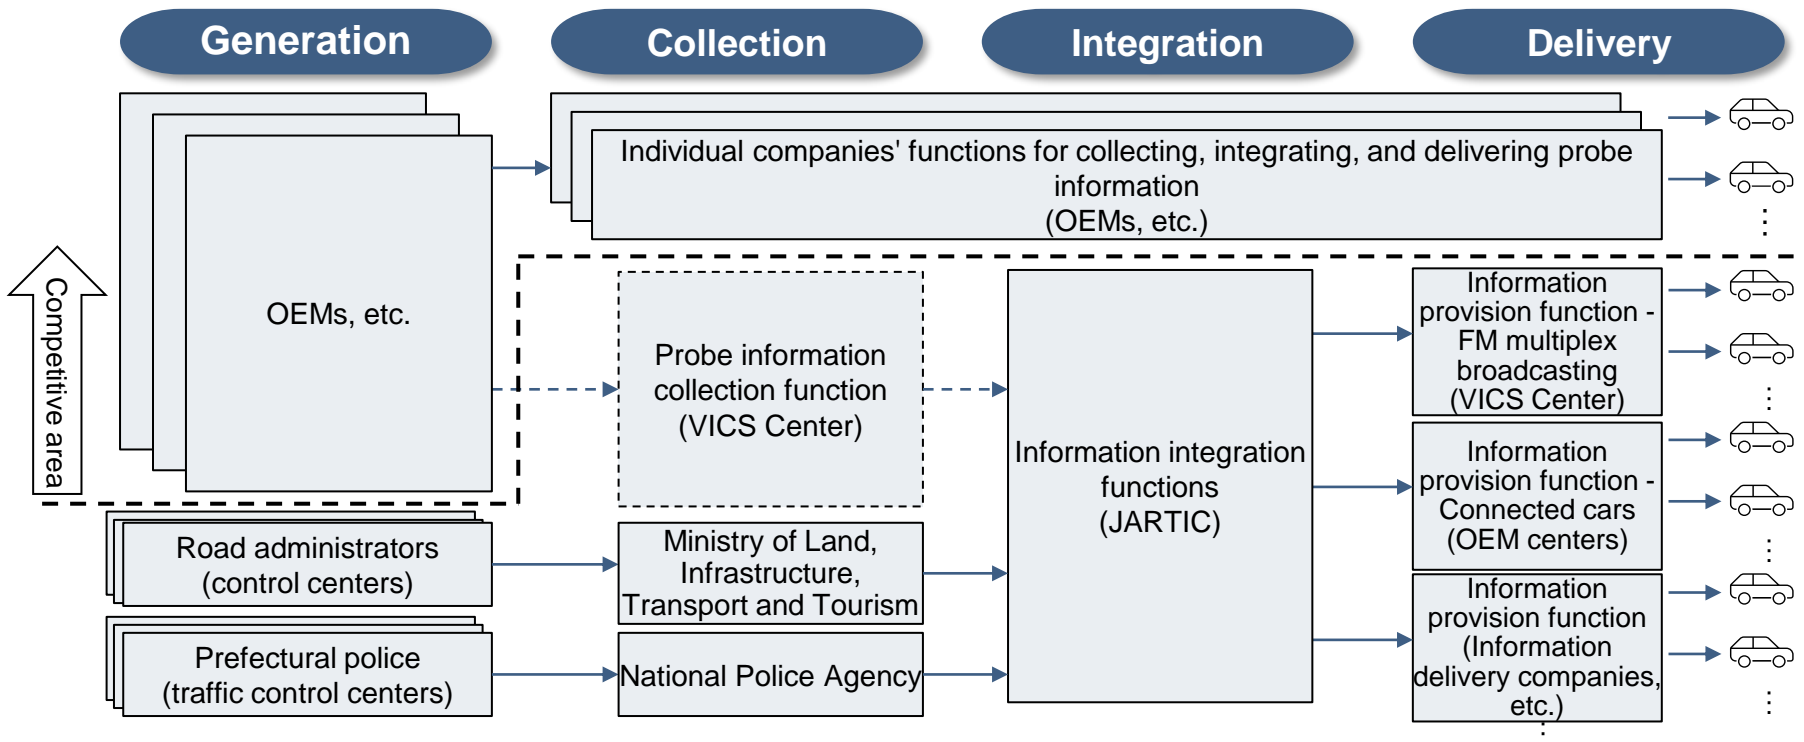 Generation
Collection
Integration
Delivery
Individual companies' functions for collecting, integrating, and delivering probe
information
(OEMs, etc.)
Competitive area
OEMs, etc.
Probe information
collection function
(VICS Center)
Information integration
functions
(JARTIC)
Information
provision function -
FM multiplex
broadcasting
(VICS Center)
Information
provision function -
Connected cars
(OEM centers)
Road administrators
(control centers)
Ministry of Land,
Infrastructure,
Transport and Tourism
Information
provision function
(Information
delivery companies,
etc.)
Prefectural police
(traffic control centers)
National Police Agency